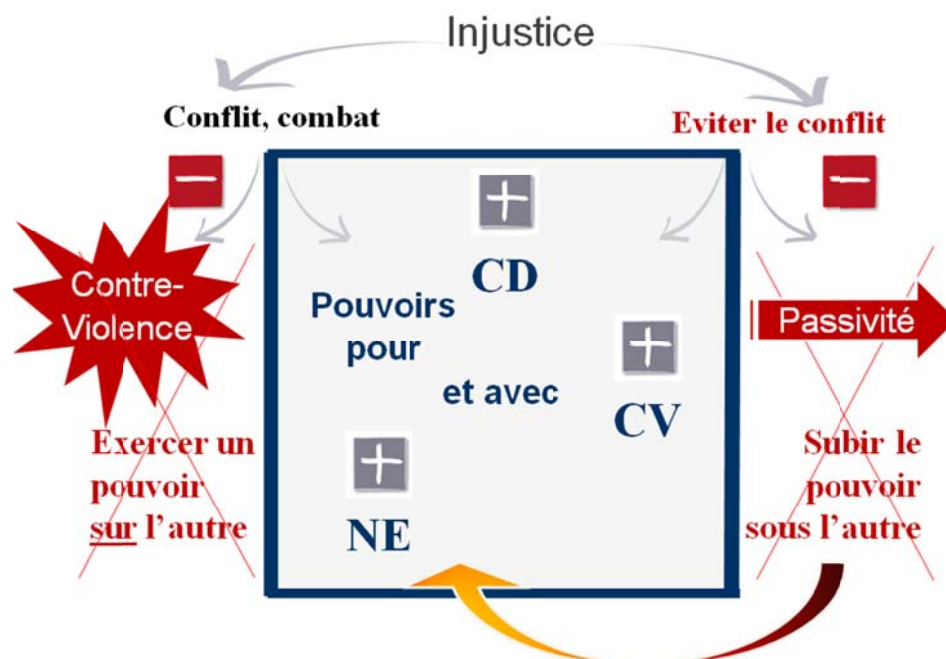 Injustice
Conflit, combat
Eviter le conflit
CD
Contre-
Violence
Pouvoirs
pour
et avec
Passivité
CV
Exercer un
pouvoir
sur l'autre
NE
Subir le
pouvoir
sous l'autre